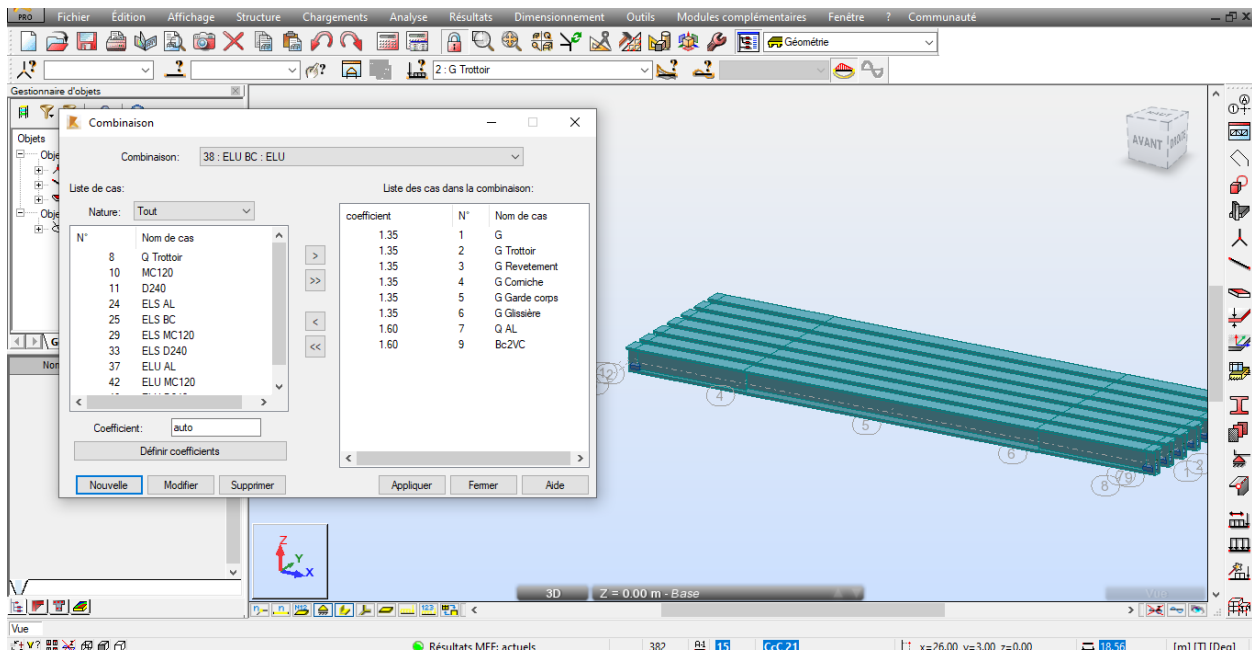 PRO Fichier Édition Affichage Structure Chargements Analyse Résultats Dimensionnement Outils Modules complémentaires Fenêtre ? Communauté
Géométrie
2 : G Trottoir
Gestionnaire d'objets
Objets
Combinaison
Combinaison: 38 : ELU BC : ELU
Liste de cas:
Liste des cas dans la combinaison:
Nature: Tout
N° Nom de cas
8 Q Trottoir
10 MC120
11 D240
24 ELS AL
25 ELS BC
29 ELS MC120
33 ELS D240
37 ELU AL
42 ELU MC120
>
>>
<
<<
coefficient N° Nom de cas
1.35 1 G
1.35 2 G Trottoir
1.35 3 G Revetement
1.35 4 G Corniche
1.35 5 G Garde corps
1.35 6 G Glissière
1.60 7 Q AL
1.60 9 Bc2VC
Coefficient: auto
Définir coefficients
Nouvelle Modifier Supprimer Appliquer Fermer Aide
AVANT
4
5
6
8
9
1
2
Z
Y
X
3D Z = 0.00 m - Base
Vue
Vue
Résultats MEF: actuels 382 15 CcC 21 x=26.00 y=3.00 z=0.00 18.56 [m] [T] [Deg]